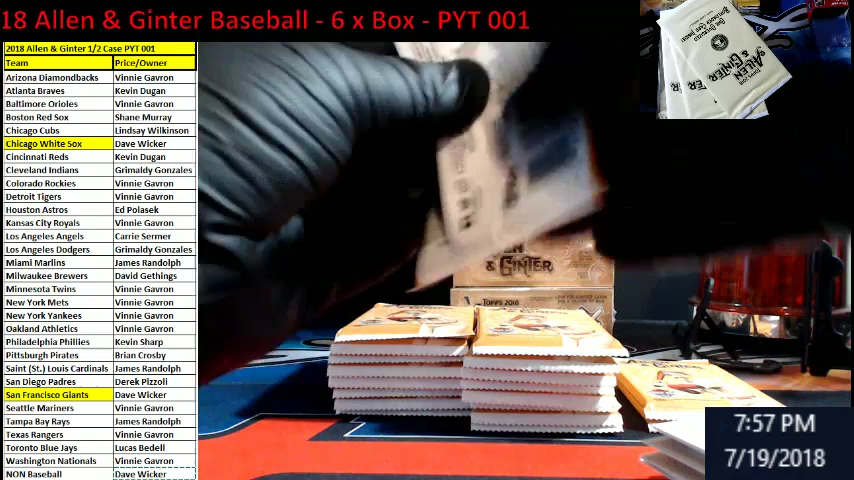 18 Allen & Ginter Baseball - 6 x Box - PYT 001
2018 Allen & Ginter 1/2 Case PYT 001
Team Price/Owner
Arizona Diamondbacks Vinnie Gavron
Atlanta Braves Kevin Dugan
Baltimore Orioles Vinnie Gavron
Boston Red Sox Shane Murray
Chicago Cubs Lindsay Wilkinson
Chicago White Sox Dave Wicker
Cincinnati Reds Kevin Dugan
Cleveland Indians Grimaldy Gonzales
Colorado Rockies Vinnie Gavron
Detroit Tigers Vinnie Gavron
Houston Astros Ed Polasek
Kansas City Royals Vinnie Gavron
Los Angeles Angels Carrie Sermer
Los Angeles Dodgers Grimaldy Gonzales
Miami Marlins James Randolph
Milwaukee Brewers David Gethings
Minnesota Twins Vinnie Gavron
New York Mets Vinnie Gavron
New York Yankees Vinnie Gavron
Oakland Athletics Vinnie Gavron
Philadelphia Phillies Kevin Sharp
Pittsburgh Pirates Brian Crosby
Saint (St.) Louis Cardinals James Randolph
San Diego Padres Derek Pizzoli
San Francisco Giants Dave Wicker
Seattle Mariners Vinnie Gavron
Tampa Bay Rays James Randolph
Texas Rangers Vinnie Gavron
Toronto Blue Jays Lucas Bedell
Washington Nationals Vinnie Gavron
NON Baseball Dave Wicker
ALLEN & GINTER
& GINTER
TOPPS 2018
7:57 PM
7/19/2018